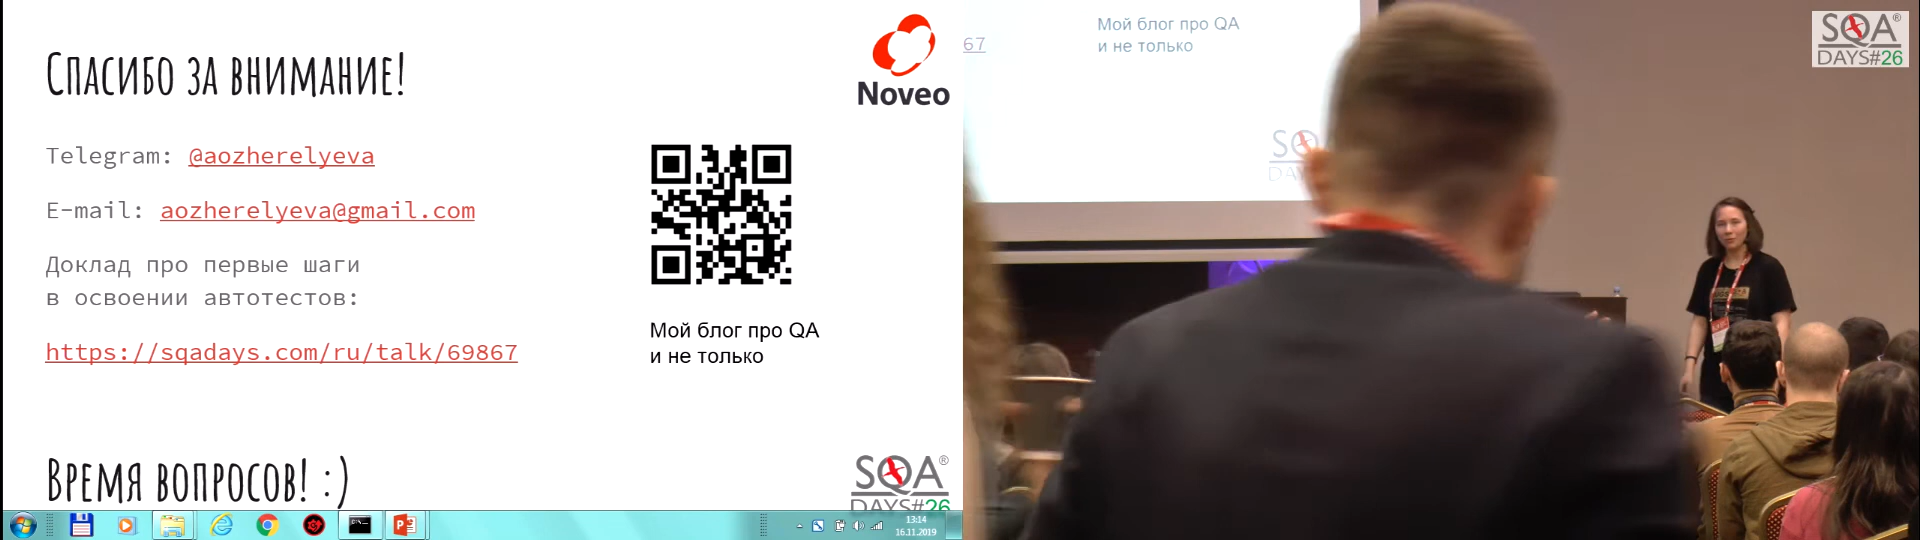 Спасибо за внимание!
Noveo
Telegram: @aozherelyeva
E-mail: aozherelyeva@gmail.com
Доклад про первые шаги
в освоении автотестов:
https://sqadays.com/ru/talk/69867
Мой блог про QA
и не только
Время вопросов! :)
SQA®
DAYS#26
13:14
16.11.2019
67
Мой блог про QA
и не только
SQ
DAY
SQA®
DAYS#26